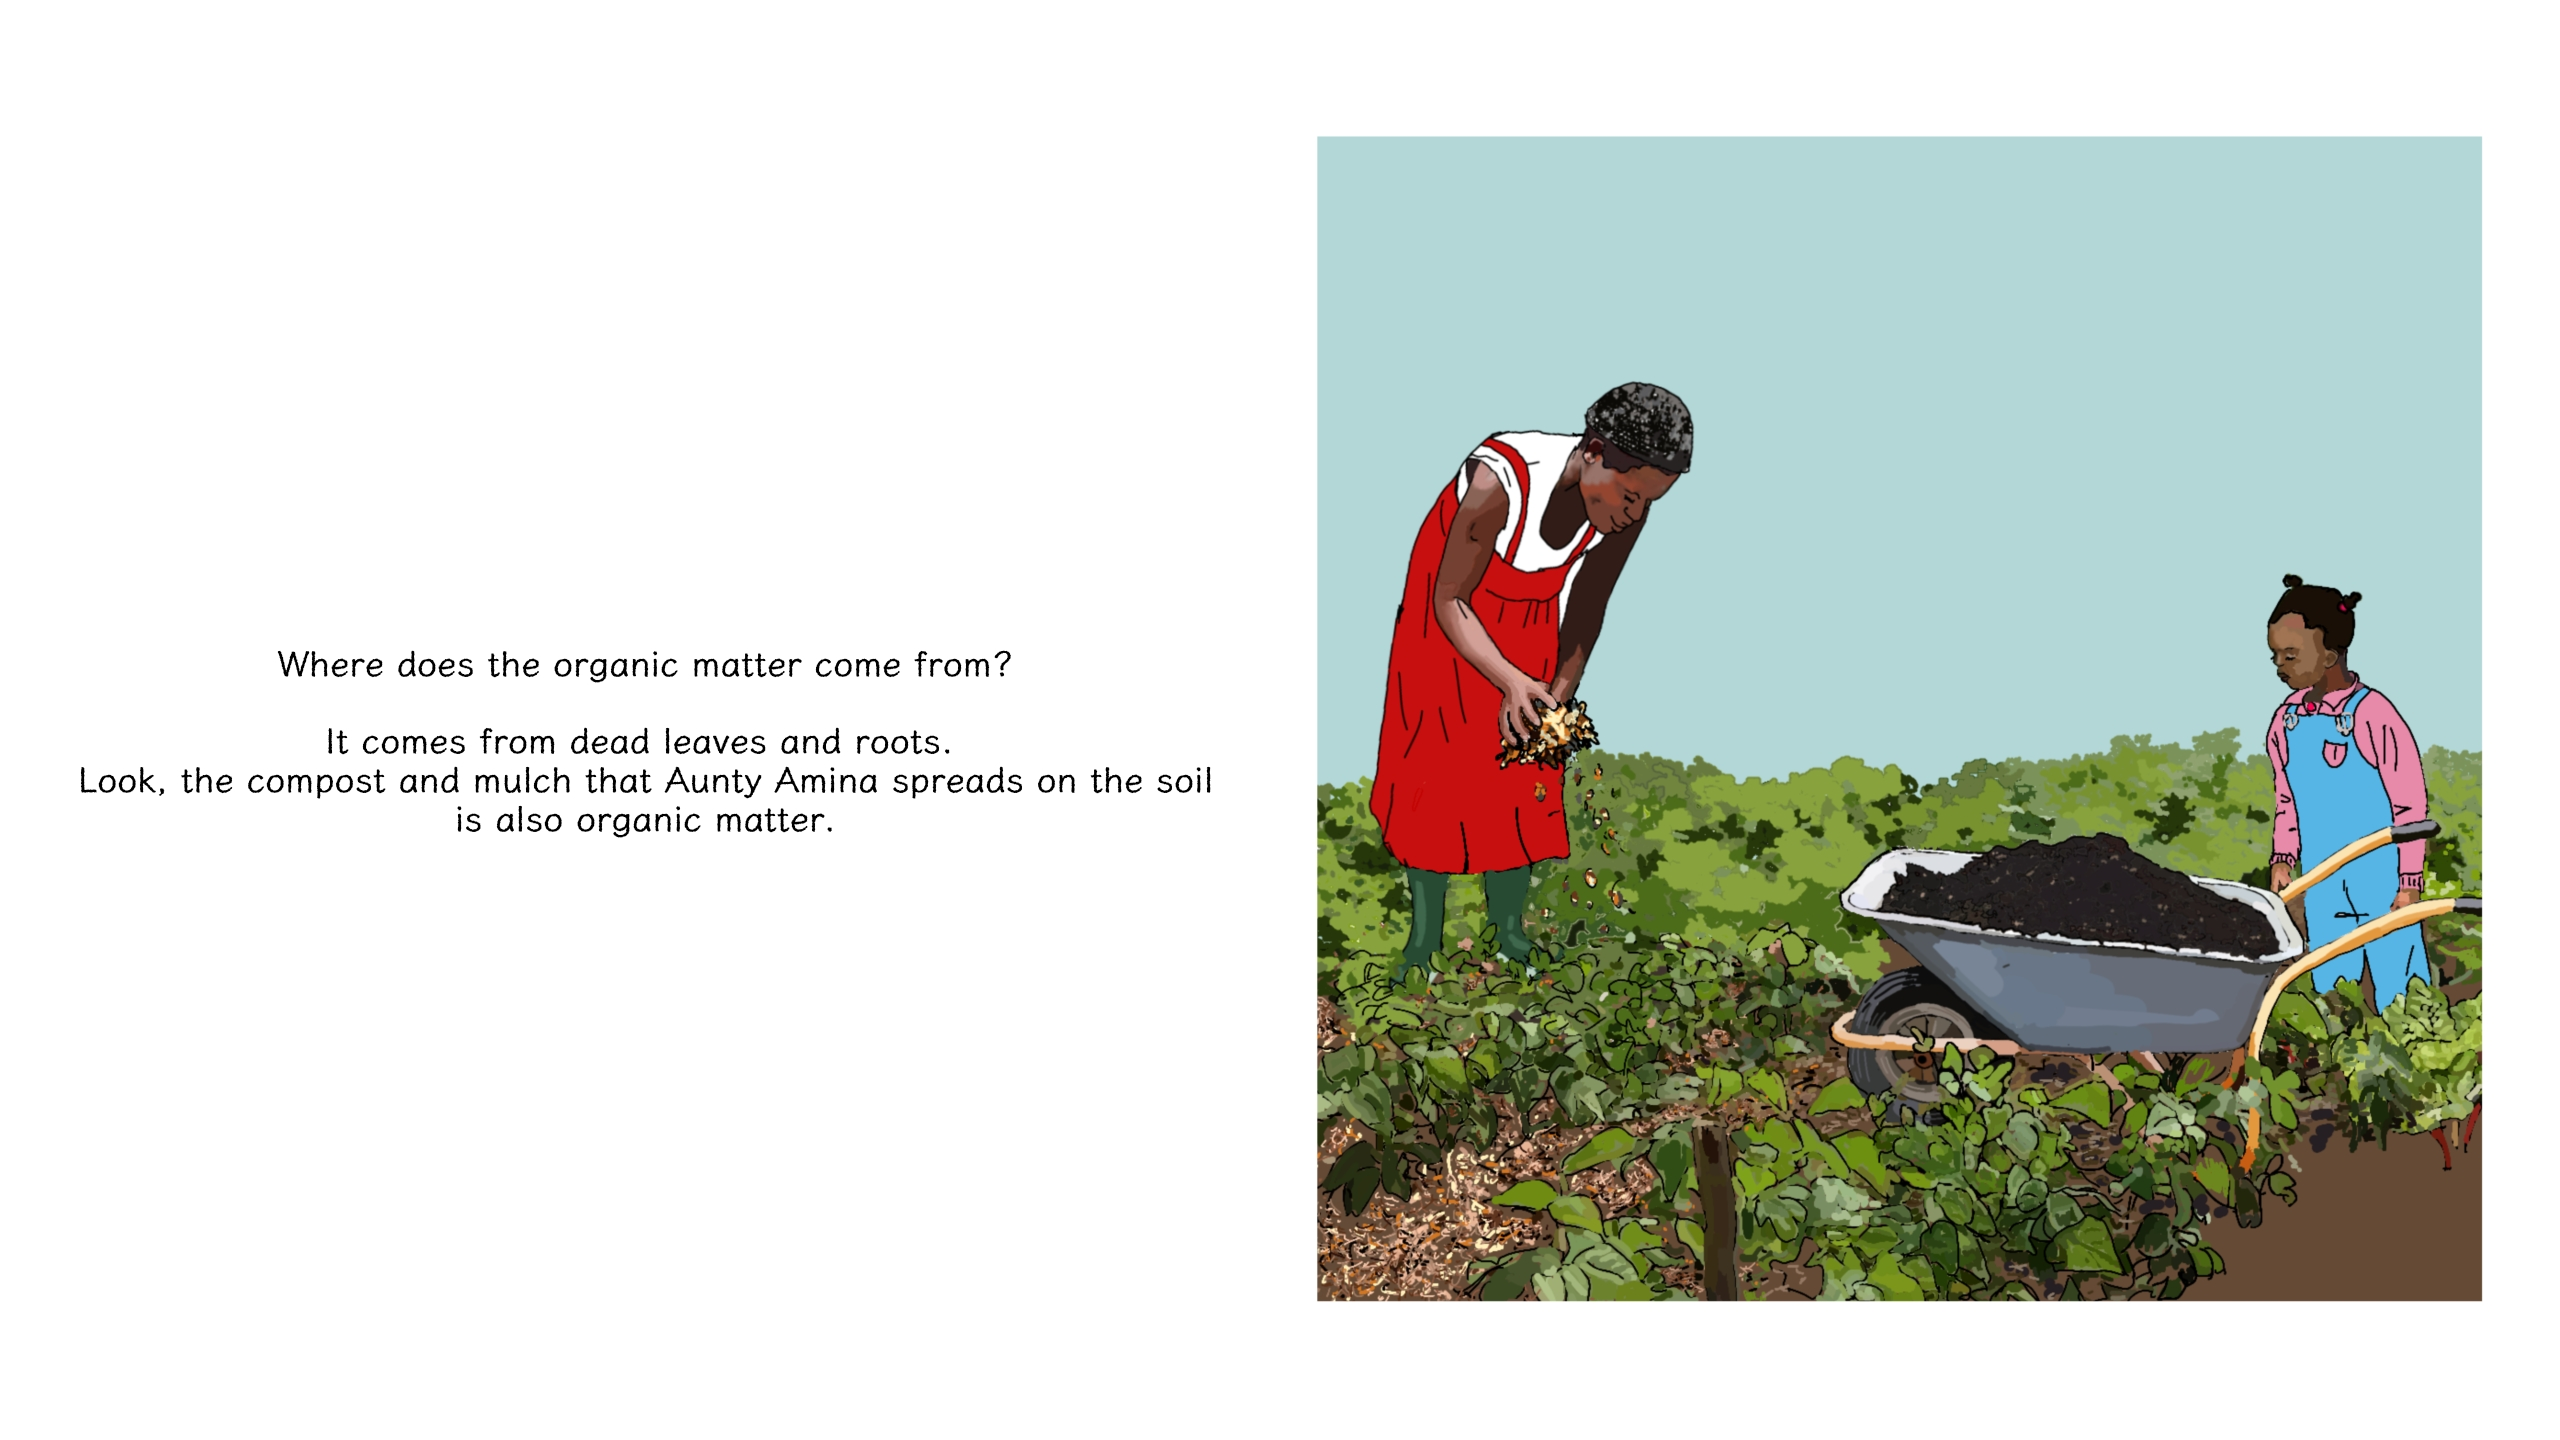 Where does the organic matter come from?
It comes from dead leaves and roots.
Look, the compost and mulch that Aunty Amina spreads on the soil
is also organic matter.